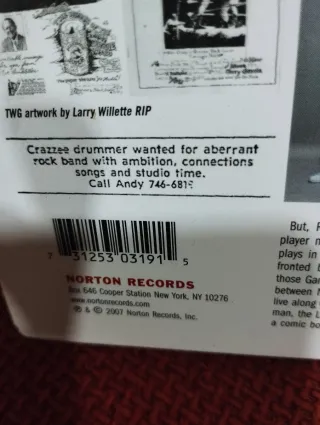 TWG artwork by Larry Willette RIP
Crazzee drummer wanted for aberrant
rock band with ambition, connections
songs and studio time.
Call Andy 746-681
7 31253 03191 5
NORTON RECORDS
Box 646 Cooper Station New York, NY 10276
www.nortonrecords.com
℗ & © 2007 Norton Records, Inc.
But,
player
plays in
fronted
those Ga
between
live along
man, the L
a comic bo